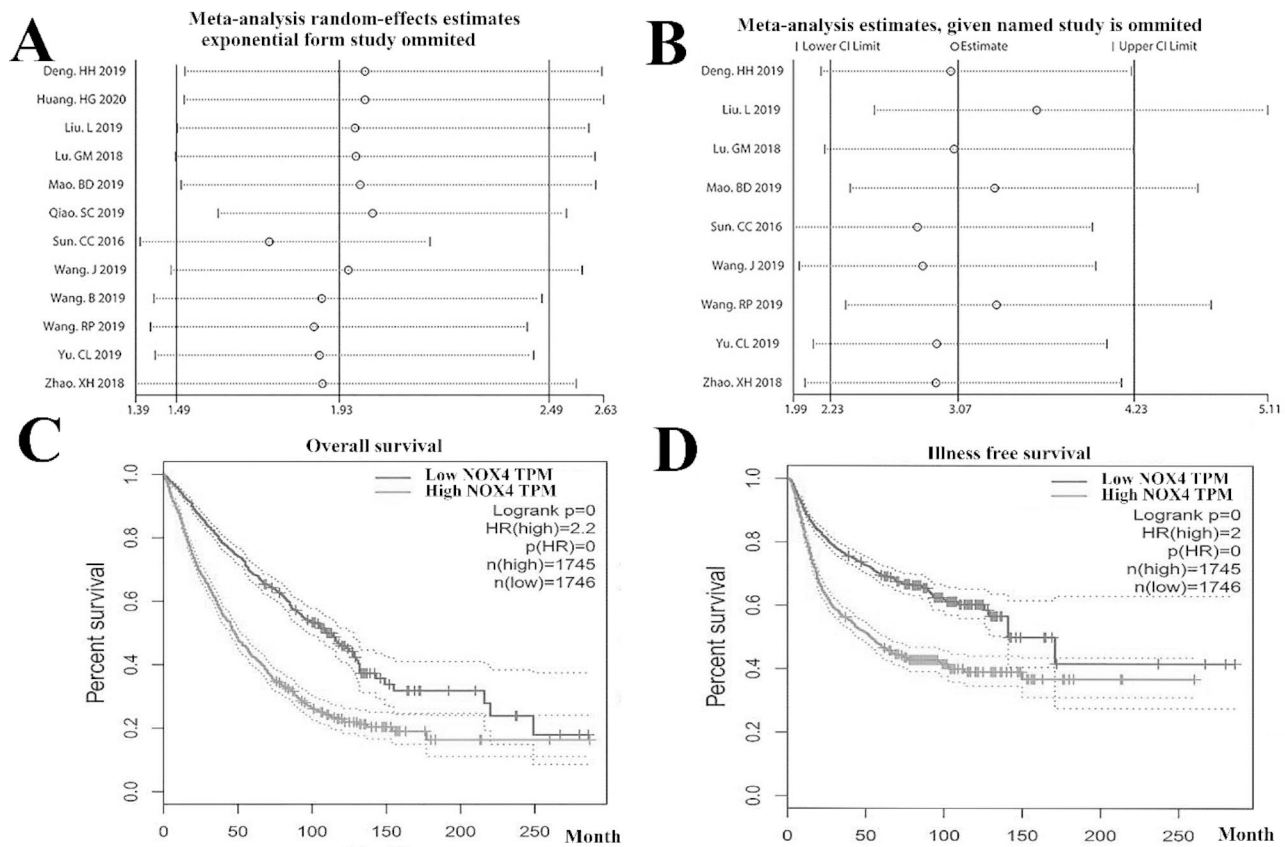 A
Meta-analysis random-effects estimates
exponential form study ommited
Deng. HH 2019
Huang. HG 2020
Liu. L 2019
Lu. GM 2018
Mao. BD 2019
Qiao. SC 2019
Sun. CC 2016
Wang. J 2019
Wang. B 2019
Wang. RP 2019
Yu. CL 2019
Zhao. XH 2018
1.39 1.49 1.93 2.49 2.63
B
Meta-analysis estimates, given named study is ommited
Lower CI Limit Estimate Upper CI Limit
Deng. HH 2019
Liu. L 2019
Lu. GM 2018
Mao. BD 2019
Sun. CC 2016
Wang. J 2019
Wang. RP 2019
Yu. CL 2019
Zhao. XH 2018
1.99 2.23 3.07 4.23 5.11
C
Overall survival
Low NOX4 TPM
High NOX4 TPM
Logrank p=0
HR(high)=2.2
p(HR)=0
n(high)=1745
n(low)=1746
Percent survival
1.0
0.8
0.6
0.4
0.2
0.0
0 50 100 150 200 250 Month
D
Illness free survival
Low NOX4 TPM
High NOX4 TPM
Logrank p=0
HR(high)=2
p(HR)=0
n(high)=1745
n(low)=1746
Percent survival
1.0
0.8
0.6
0.4
0.2
0.0
0 50 100 150 200 250 Month